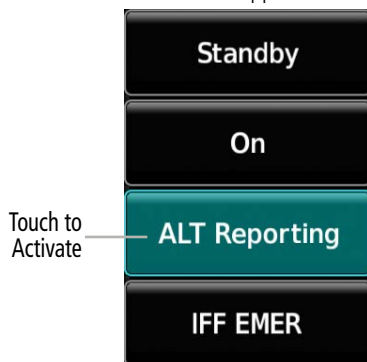 Standby
On
Touch to
Activate
ALT Reporting
IFF EMER